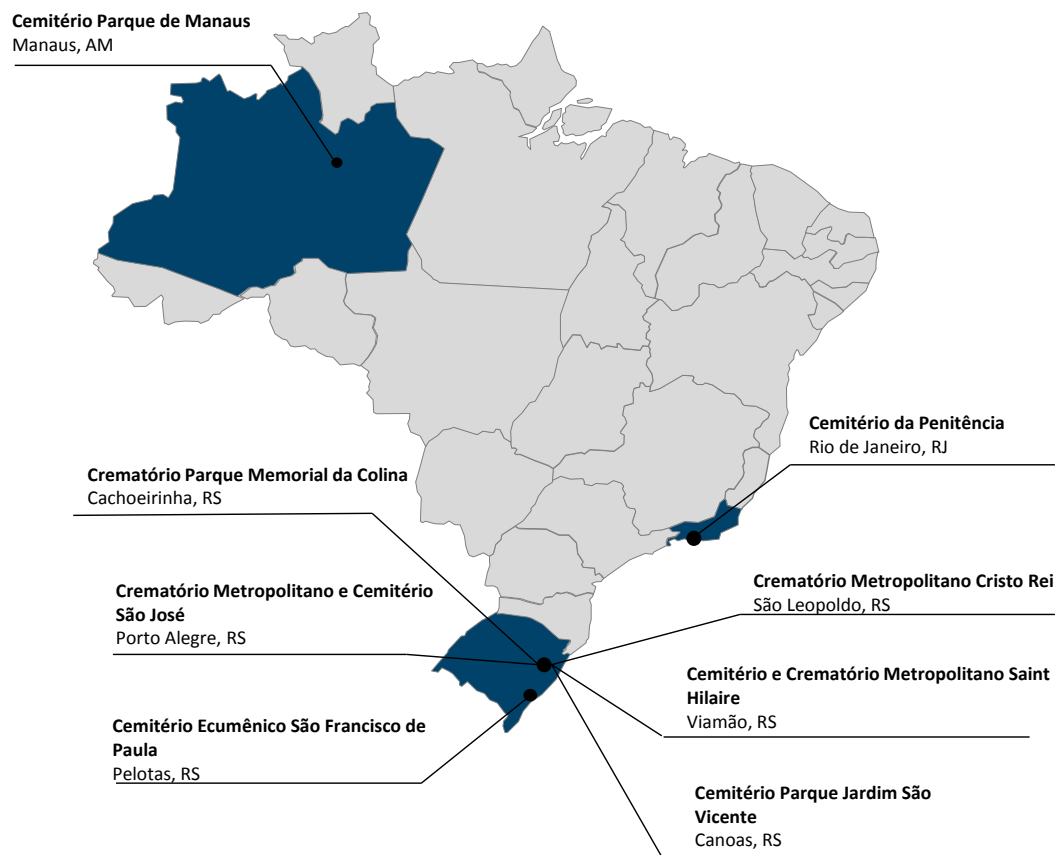 Cemitério Parque de Manaus
Manaus, AM
Cemitério da Penitência
Rio de Janeiro, RJ
Crematório Parque Memorial da Colina
Cachoeirinha, RS
Crematório Metropolitano e Cemitério
São José
Porto Alegre, RS
Crematório Metropolitano Cristo Rei
São Leopoldo, RS
Cemitério e Crematório Metropolitano Saint
Hilaire
Viamão, RS
Cemitério Ecumênico São Francisco de
Paula
Pelotas, RS
Cemitério Parque Jardim São
Vicente
Canoas, RS